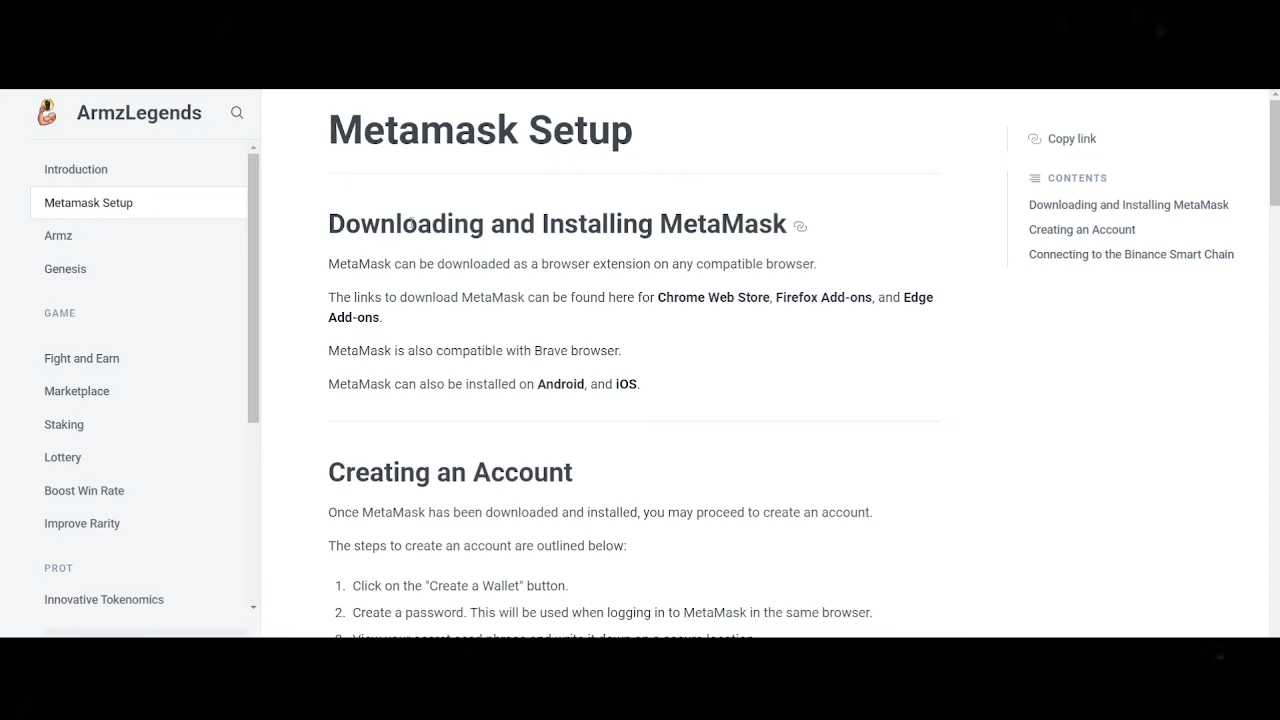 ArmzLegends
Introduction
Metamask Setup
Armz
Genesis
GAME
Fight and Earn
Marketplace
Staking
Lottery
Boost Win Rate
Improve Rarity
PROT
Innovative Tokenomics
Metamask Setup
Downloading and Installing MetaMask
MetaMask can be downloaded as a browser extension on any compatible browser.
The links to download MetaMask can be found here for Chrome Web Store, Firefox Add-ons, and Edge
Add-ons.
MetaMask is also compatible with Brave browser.
MetaMask can also be installed on Android, and iOS.
Creating an Account
Once MetaMask has been downloaded and installed, you may proceed to create an account.
The steps to create an account are outlined below:
1. Click on the "Create a Wallet" button.
2. Create a password. This will be used when logging in to MetaMask in the same browser.
Copy link
CONTENTS
Downloading and Installing MetaMask
Creating an Account
Connecting to the Binance Smart Chain